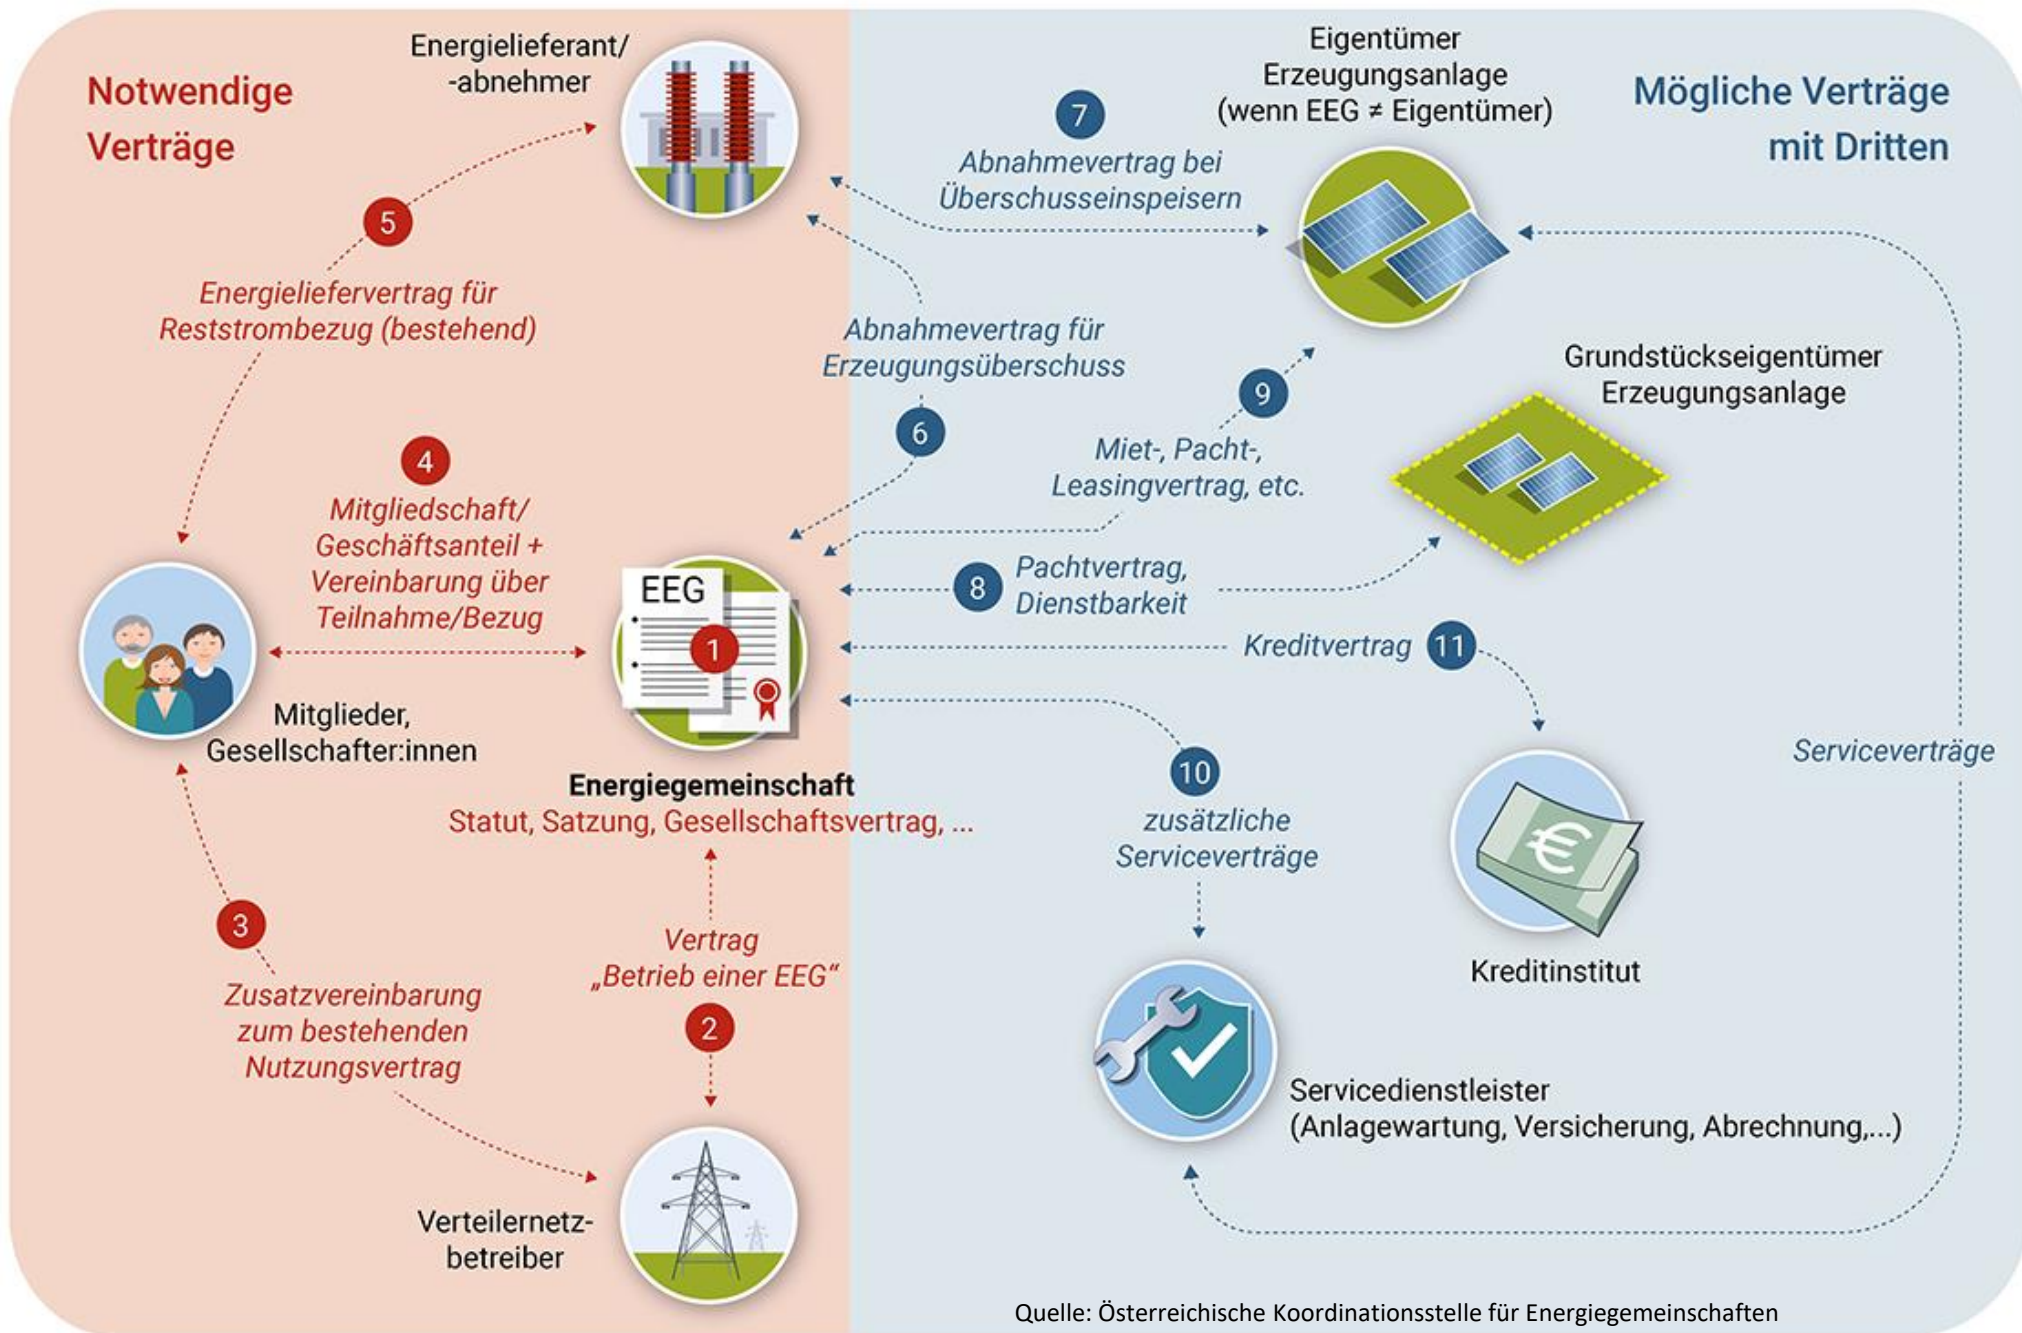 Notwendige
Verträge
Energielieferant/
-abnehmer
5
Energieliefervertrag für
Reststrombezug (bestehend)
4
Mitgliedschaft/
Geschäftsanteil +
Vereinbarung über
Teilnahme/Bezug
Mitglieder,
Gesellschafter:innen
EEG
1
Energiegemeinschaft
Statut, Satzung, Gesellschaftsvertrag, ...
3
Zusatzvereinbarung
zum bestehenden
Nutzungsvertrag
Vertrag
„Betrieb einer EEG“
2
Verteilernetz-
betreiber
Mögliche Verträge
mit Dritten
Eigentümer
Erzeugungsanlage
(wenn EEG ≠ Eigentümer)
7
Abnahmevertrag bei
Überschusseinspeisern
Abnahmevertrag für
Erzeugungsüberschuss
6
9
Miet-, Pacht-,
Leasingvertrag, etc.
Grundstückseigentümer
Erzeugungsanlage
8
Pachtvertrag,
Dienstbarkeit
Kreditvertrag 11
10
zusätzliche
Serviceverträge
Serviceverträge
€
Kreditinstitut
Servicedienstleister
(Anlagewartung, Versicherung, Abrechnung,...)
Quelle: Österreichische Koordinationsstelle für Energiegemeinschaften